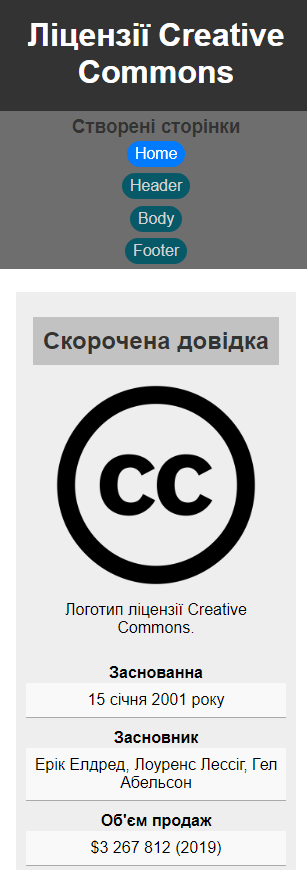 Ліцензії Creative
Commons
Створені сторінки
Home
Header
Body
Footer
Скорочена довідка
cc
Логотип ліцензії Creative
Commons.
Заснованна
15 січня 2001 року
Засновник
Ерік Елдред, Лоуренс Лессіг, Гел
Абельсон
Об'єм продаж
$3 267 812 (2019)